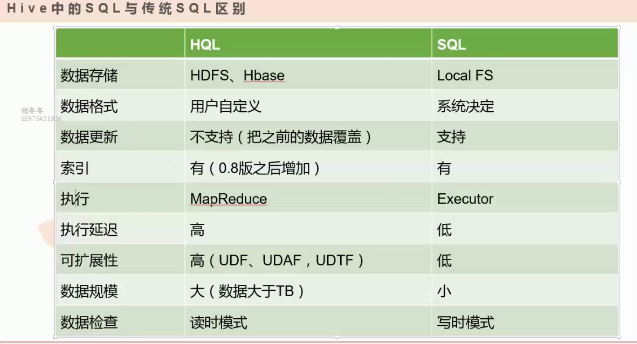 Hive中的SQL与传统SQL区别
HQL SQL
数据存储 HDFS、Hbase Local FS
数据格式 用户自定义 系统决定
数据更新 不支持（把之前的数据覆盖） 支持
索引 有（0.8版之后增加） 有
执行 MapReduce Executor
执行延迟 高 低
可扩展性 高（UDF、UDAF，UDTF） 低
数据规模 大（数据大于TB） 小
数据检查 读时模式 写时模式